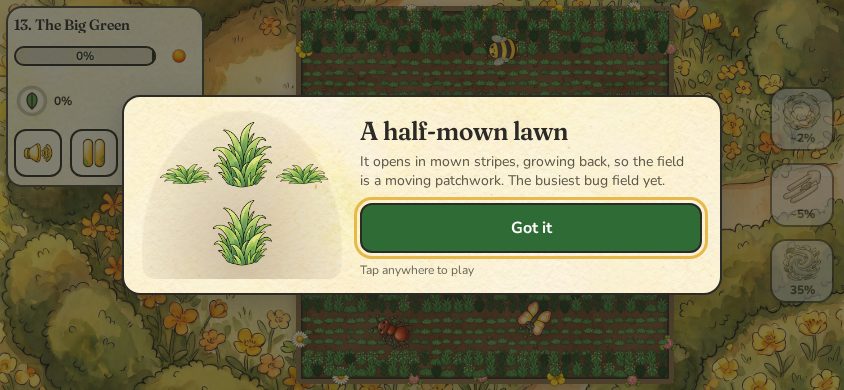 13. The Big Green
0%
0%
A half-mown lawn
It opens in mown stripes, growing back, so the field
is a moving patchwork. The busiest bug field yet.
Got it
Tap anywhere to play
-2%
-5%
35%